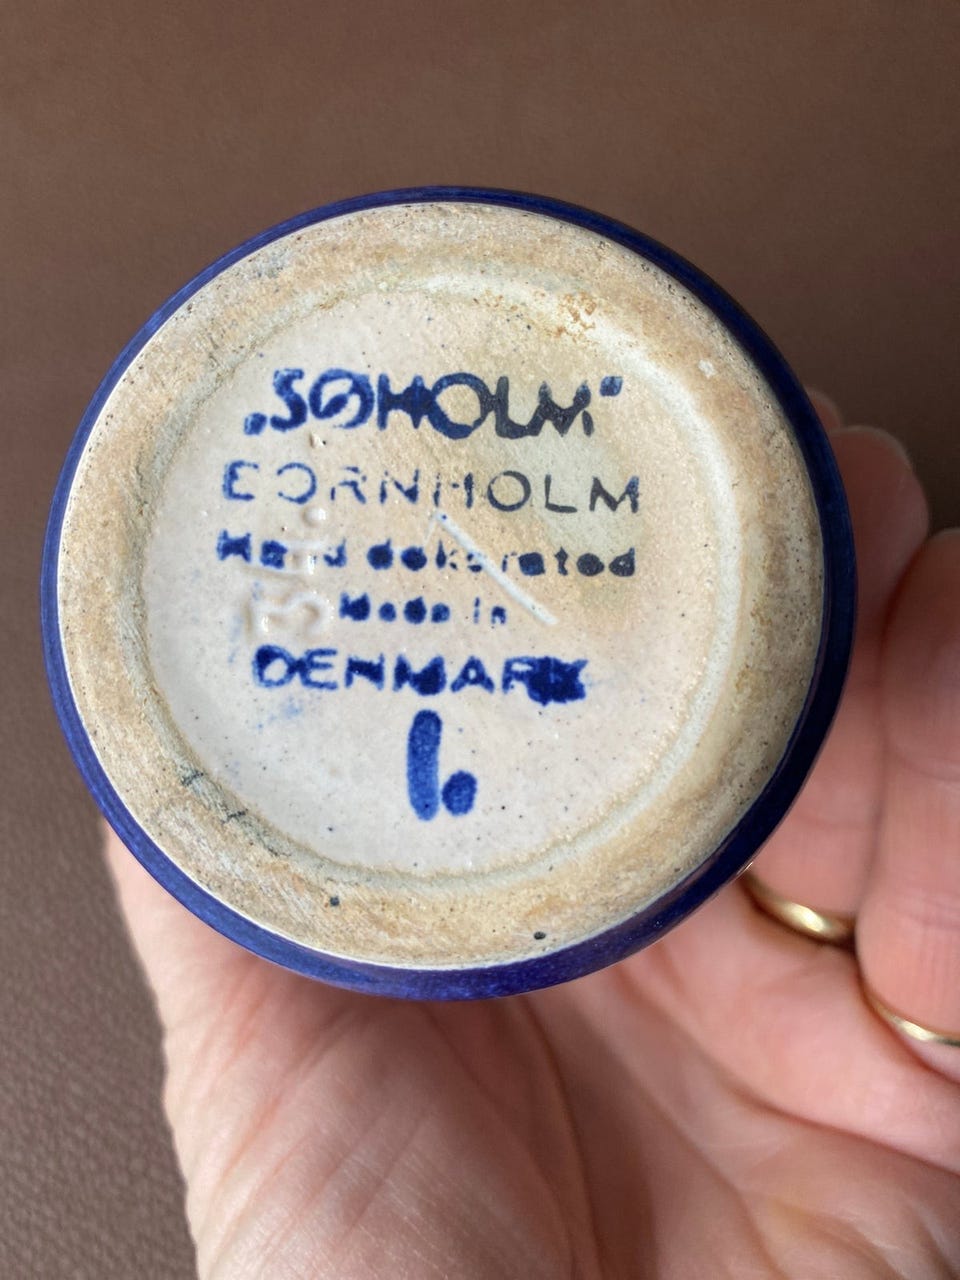 „SØHOLM“
BORNHOLM
Hand dekorated
Made in
DENMARK